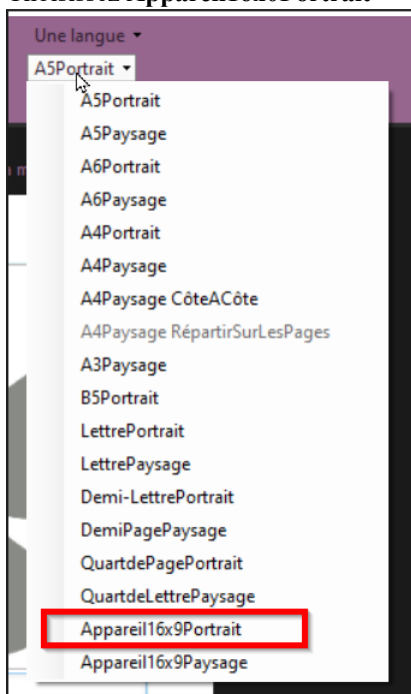 Une langue
A5Portrait
A5Portrait
A5Paysage
A6Portrait
A6Paysage
A4Portrait
A4Paysage
A4Paysage CôteACôte
A4Paysage RépartirSurLesPages
A3Paysage
B5Portrait
LettrePortrait
LettrePaysage
Demi-LettrePortrait
DemiPagePaysage
QuartdePagePortrait
QuartdeLettrePaysage
Appareil16x9Portrait
Appareil16x9Paysage